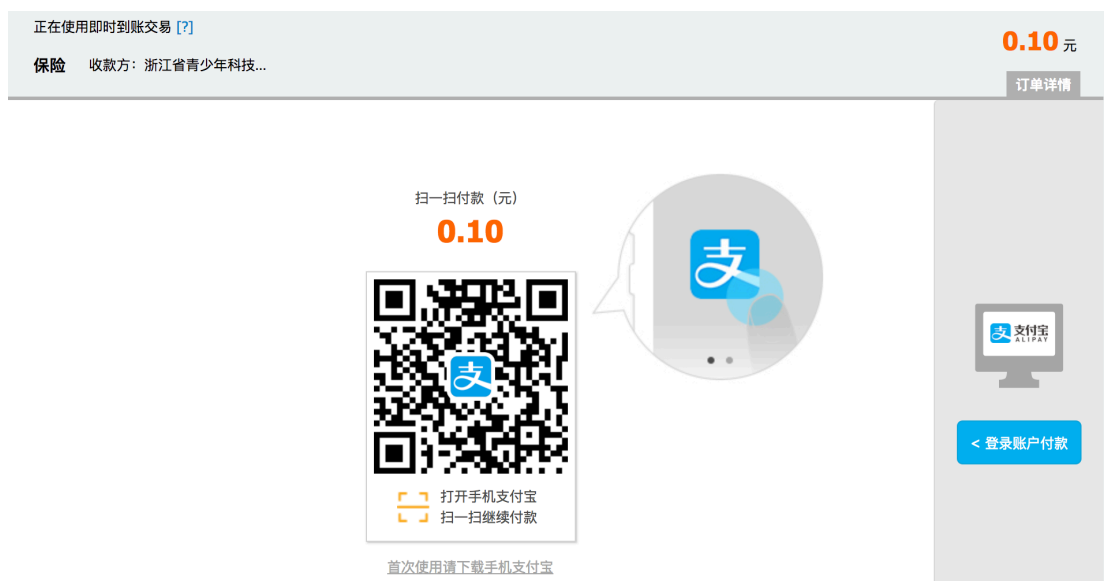 正在使用即时到账交易 [?]
0.10 元
保险 收款方：浙江省青少年科技...
订单详情
扫一扫付款（元）
0.10
支
支
支 支付宝
ALIPAY
< 登录账户付款
打开手机支付宝
扫一扫继续付款
首次使用请下载手机支付宝